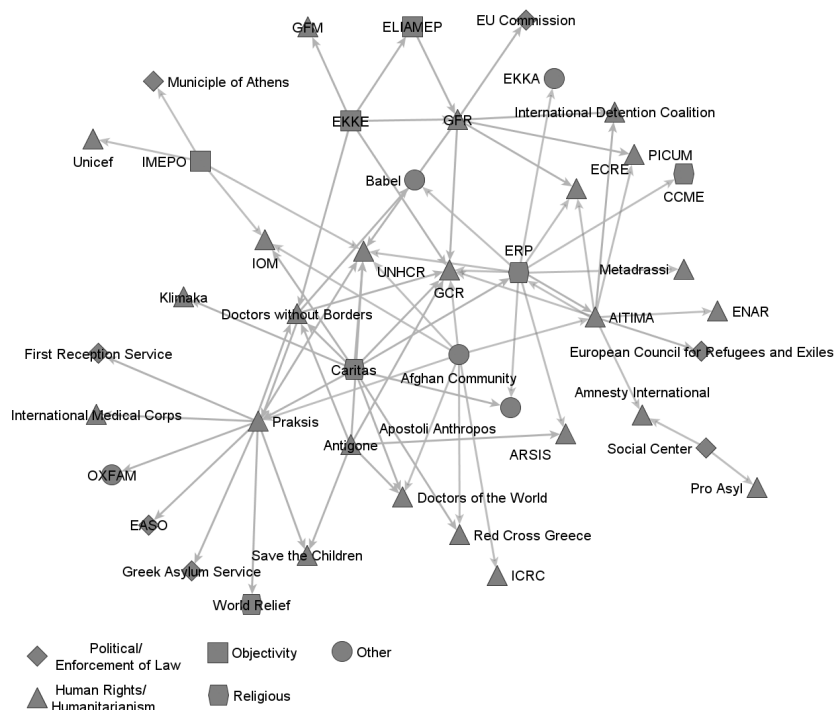 EU Commission
GFM
ELIAMEP
EKKA
Municiple of Athens
International Detention Coalition
EKKE
GFR
PICUM
Unicef
IMEPO
ECRE
Babel
CCME
ERP
IOM
UNHCR
Metadrassi
GCR
Klimaka
Doctors without Borders
AITIMA
ENAR
First Reception Service
European Council for Refugees and Exiles
Caritas
Afghan Community
Amnesty International
International Medical Corps
Praksis
Apostoli Anthropos
Antigone
ARSIS
Social Center
OXFAM
Pro Asyl
Doctors of the World
EASO
Red Cross Greece
Save the Children
Greek Asylum Service
ICRC
World Relief
Political/
Enforcement of Law
Objectivity
Other
Human Rights/
Humanitarianism
Religious